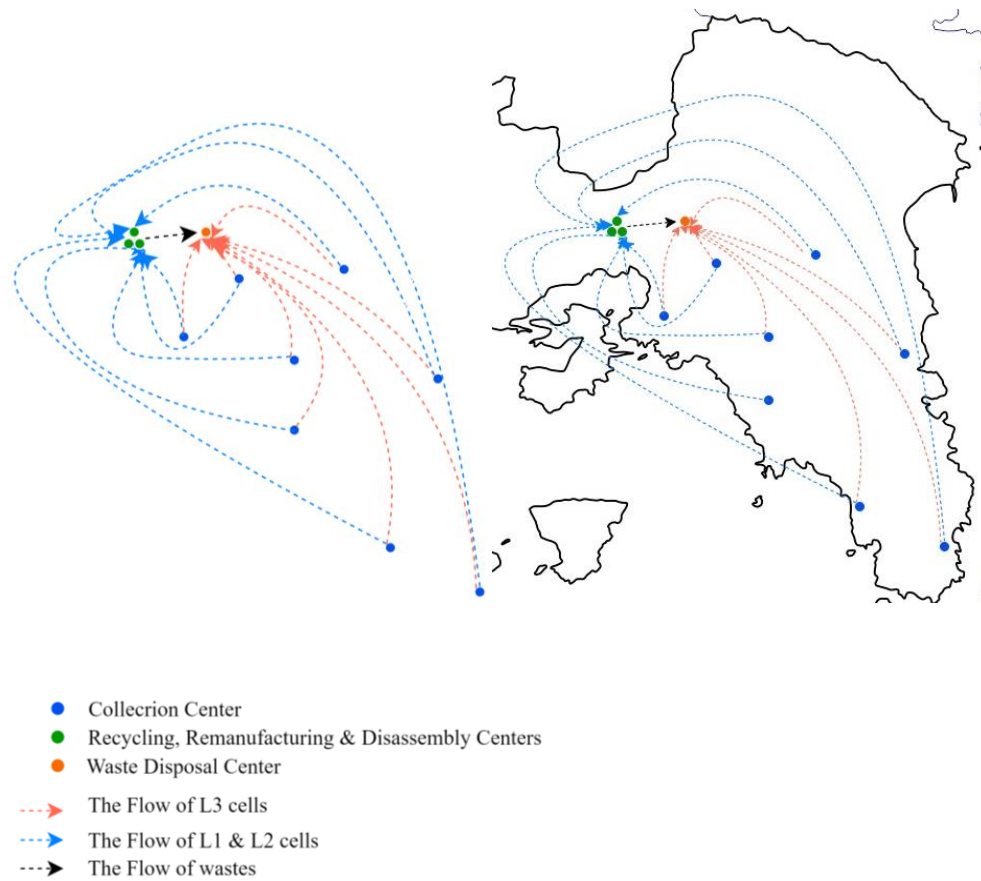 Collecrion Center
Recycling, Remanufacturing & Disassembly Centers
Waste Disposal Center
The Flow of L3 cells
The Flow of L1 & L2 cells
The Flow of wastes